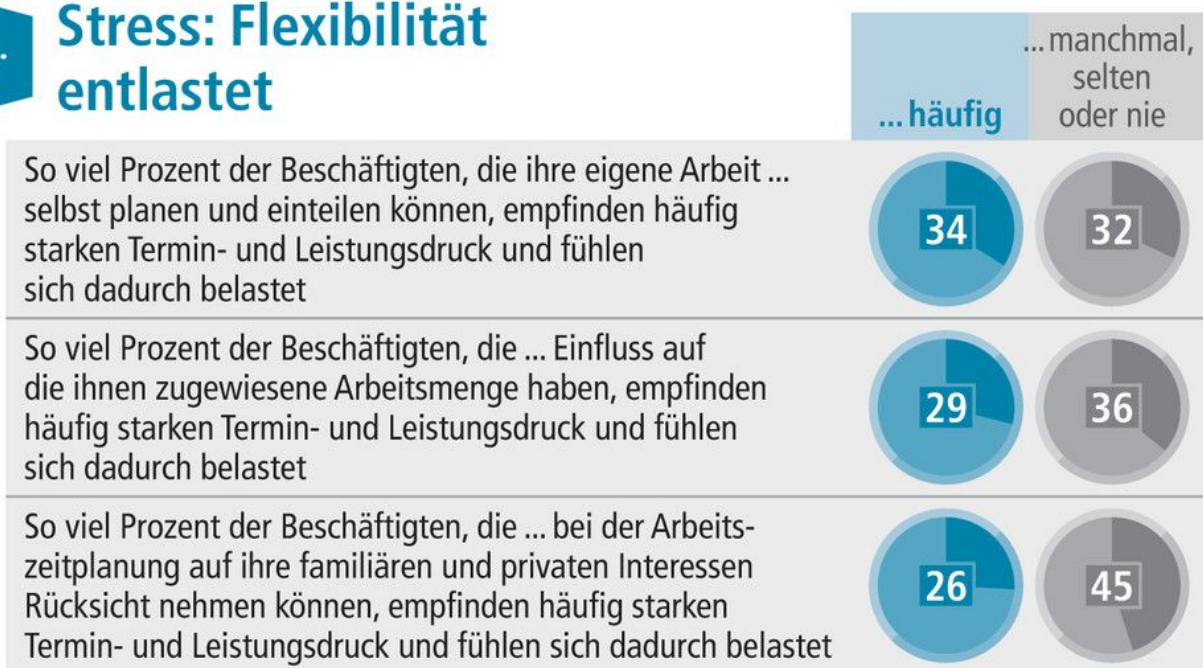 Stress: Flexibilität
entlastet
... häufig
... manchmal,
selten
oder nie
So viel Prozent der Beschäftigten, die ihre eigene Arbeit ...
selbst planen und einteilen können, empfinden häufig
starken Termin- und Leistungsdruck und fühlen
sich dadurch belastet
34
32
So viel Prozent der Beschäftigten, die ... Einfluss auf
die ihnen zugewiesene Arbeitsmenge haben, empfinden
häufig starken Termin- und Leistungsdruck und fühlen
sich dadurch belastet
29
36
So viel Prozent der Beschäftigten, die ... bei der Arbeits-
zeitplanung auf ihre familiären und privaten Interessen
Rücksicht nehmen können, empfinden häufig starken
Termin- und Leistungsdruck und fühlen sich dadurch belastet
26
45